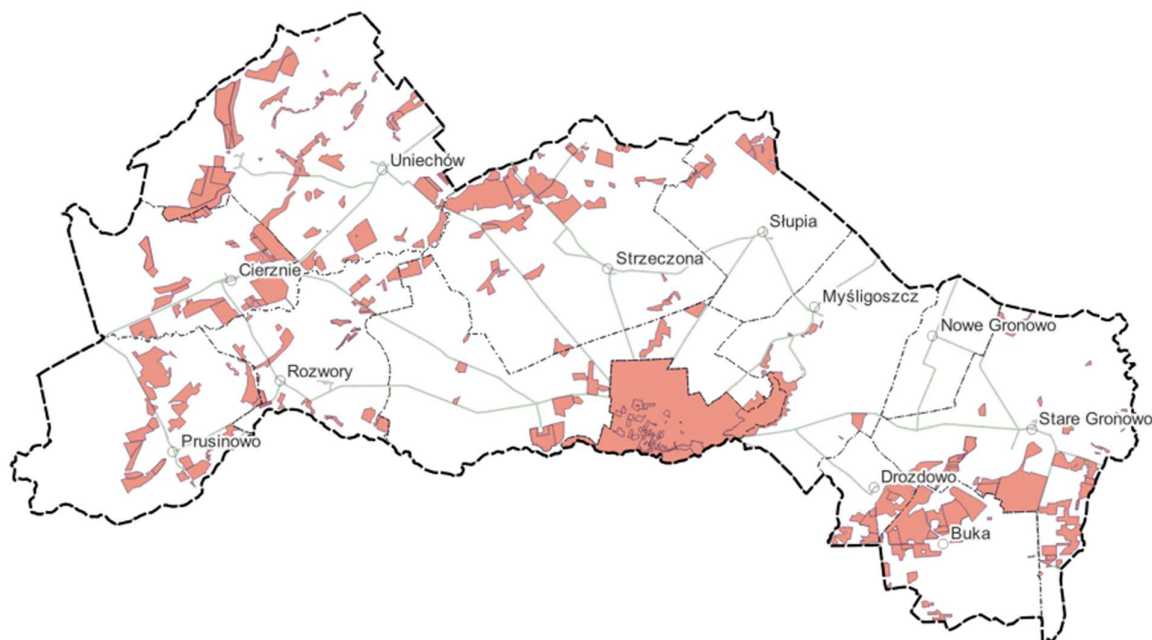 Uniechów
Słupia
Strzeczona
Cierznie
Myśligoszcz
Nowe Gronowo
Rozwory
Stare Gronowo
Prusinowo
Drozdowo
Buka